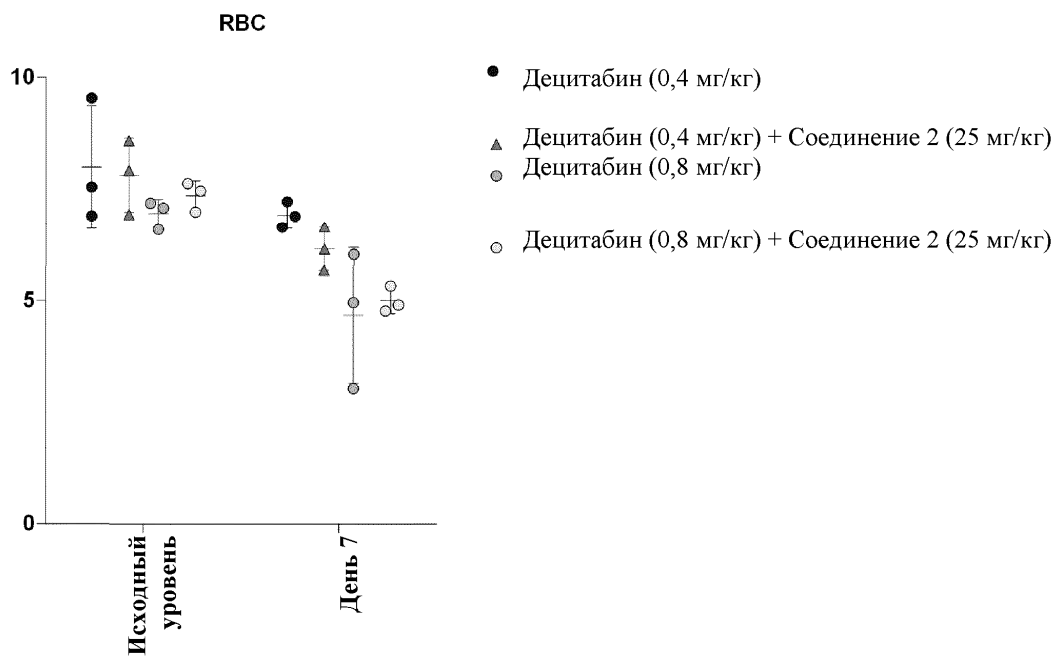 RBC
10
5
0
Исходный
уровень
День 7
Децитабин (0,4 мг/кг)
Децитабин (0,4 мг/кг) + Соединение 2 (25 мг/кг)
Децитабин (0,8 мг/кг)
Децитабин (0,8 мг/кг) + Соединение 2 (25 мг/кг)